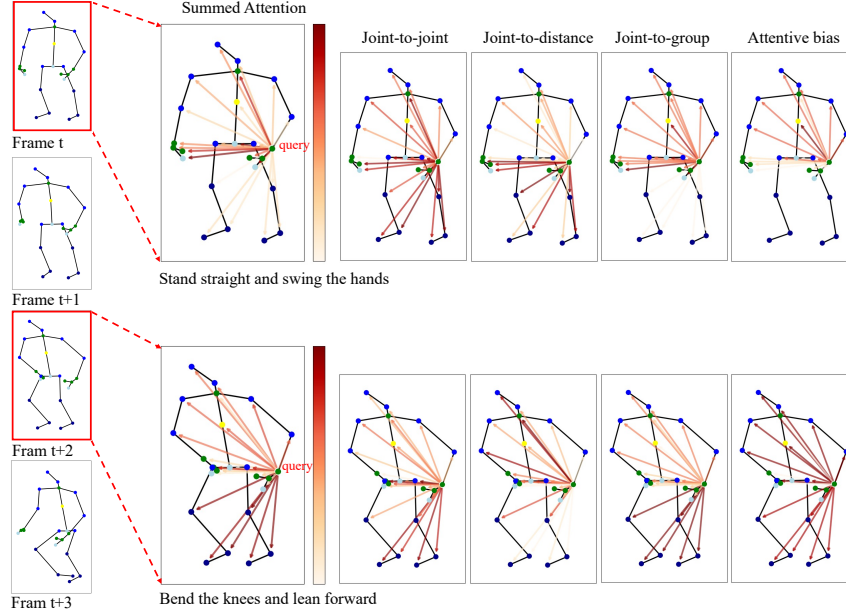 Summed Attention
Joint-to-joint
Joint-to-distance
Joint-to-group
Attentive bias
query
Frame t
Stand straight and swing the hands
Frame t+1
query
Fram t+2
Bend the knees and lean forward
Fram t+3